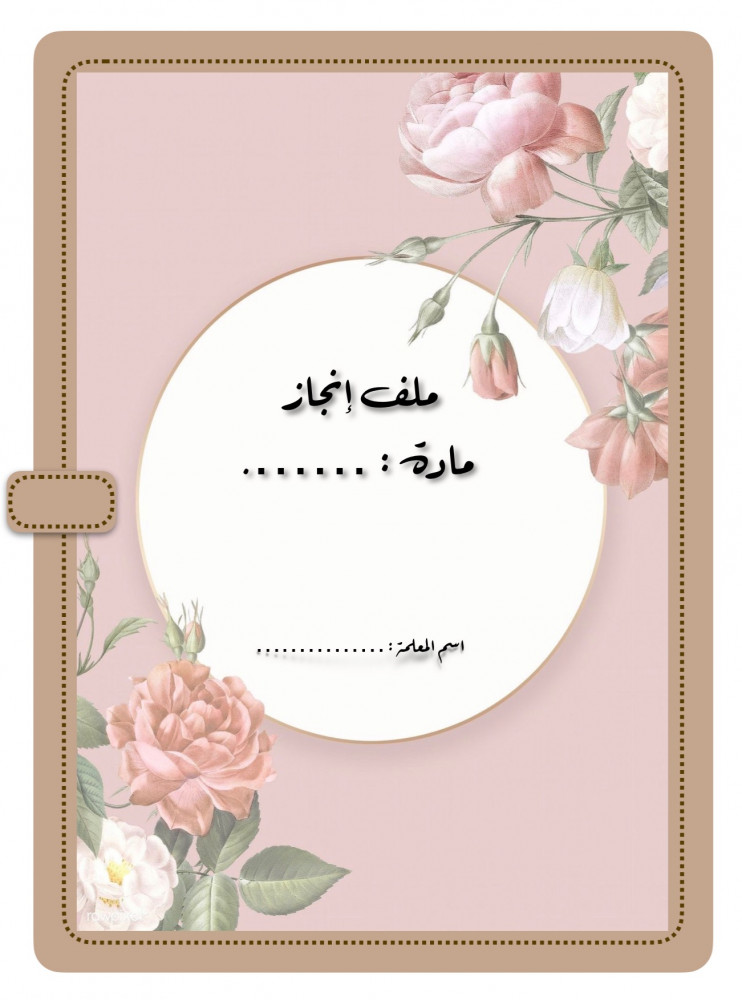 ملف إنجاز
مادة : .......
اسم المعلمة : ...............